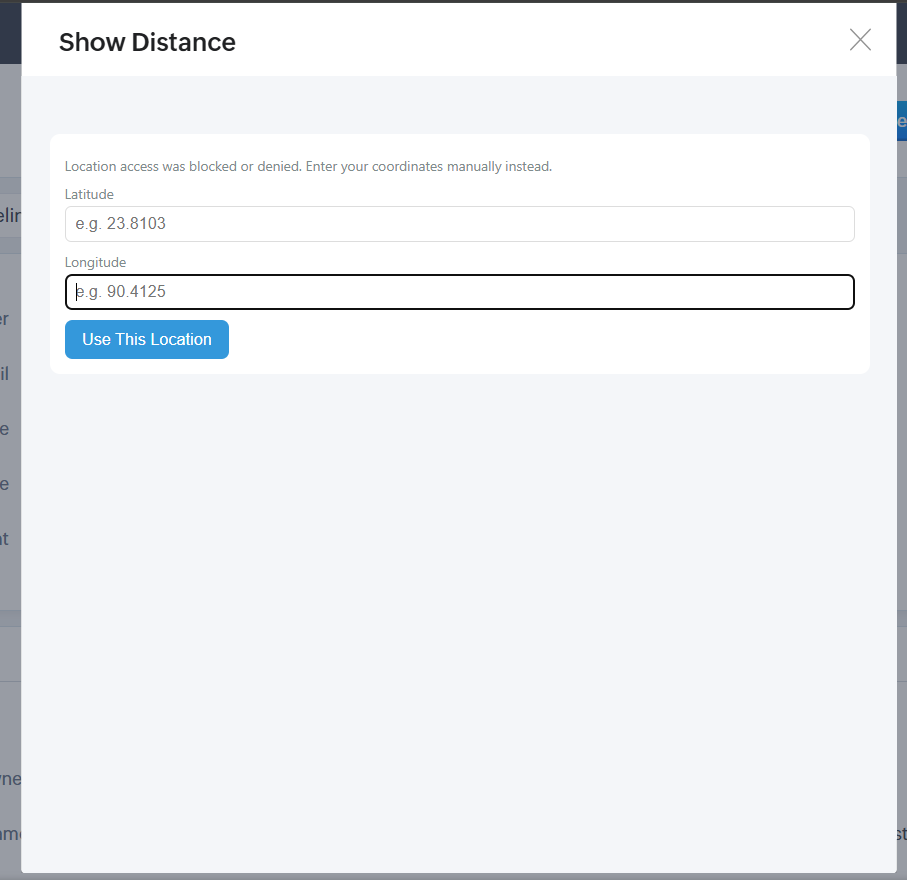 Show Distance
Location access was blocked or denied. Enter your coordinates manually instead.
Latitude
e.g. 23.8103
Longitude
e.g. 90.4125
Use This Location